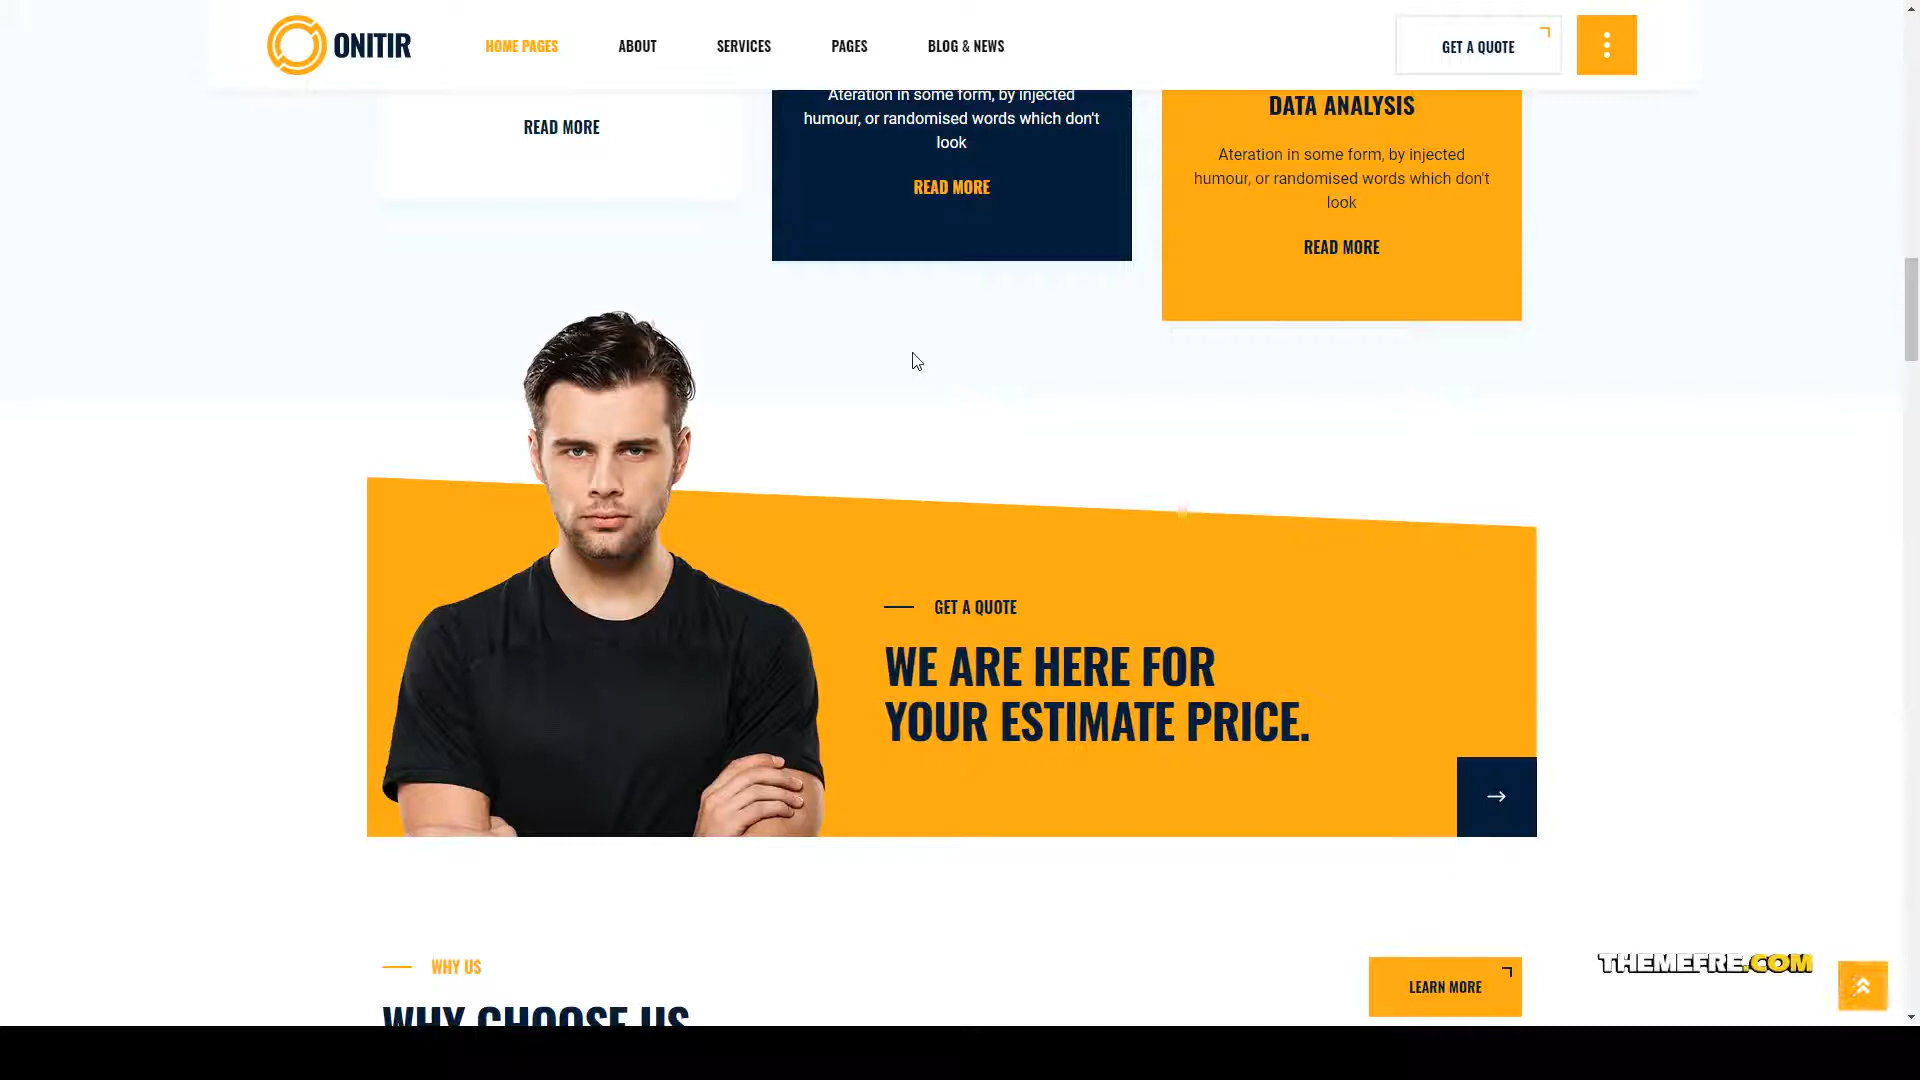 ONITIR
HOME PAGES
ABOUT
SERVICES
PAGES
BLOG & NEWS
GET A QUOTE
READ MORE
Ateration in some form, by injected
humour, or randomised words which don't
look
READ MORE
DATA ANALYSIS
Ateration in some form, by injected
humour, or randomised words which don't
look
READ MORE
GET A QUOTE
WE ARE HERE FOR
YOUR ESTIMATE PRICE.
WHY US
WHY CHOOSE US
LEARN MORE
THEMEFRE.COM